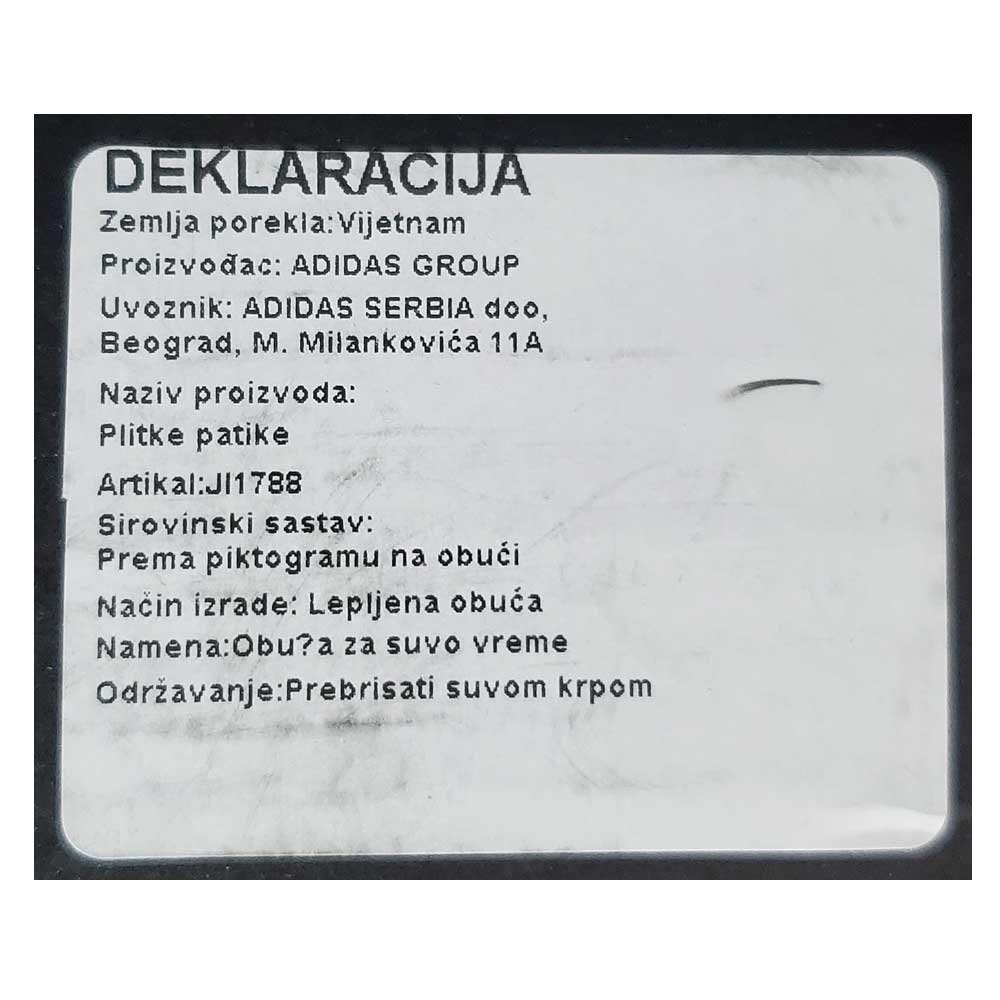 DEKLARACIJA
Zemlja porekla:Vijetnam
Proizvođac: ADIDAS GROUP
Uvoznik: ADIDAS SERBIA doo,
Beograd, M. Milankovića 11A
Naziv proizvoda:
Plitke patike
Artikal:JI1788
Sirovinski sastav:
Prema piktogramu na obući
Način izrade: Lepljena obuća
Namena:Obu?a za suvo vreme
Održavanje:Prebrisati suvom krpom